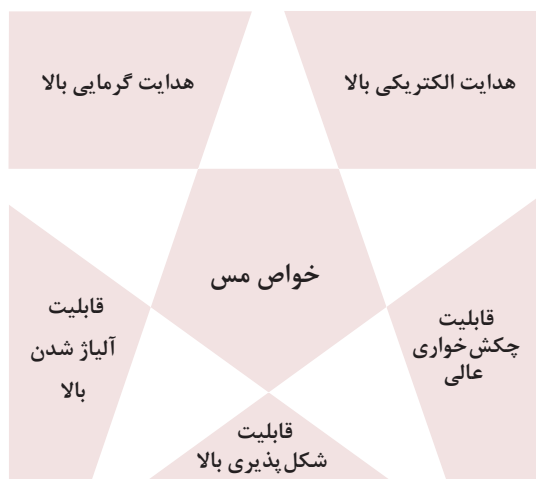 هدایت الکتریکی بالا
هدایت گرمایی بالا
خواص مس
قابلیت
چکش‌خواری
عالی
قابلیت
آلیاژ شدن
بالا
قابلیت
شکل‌پذیری بالا